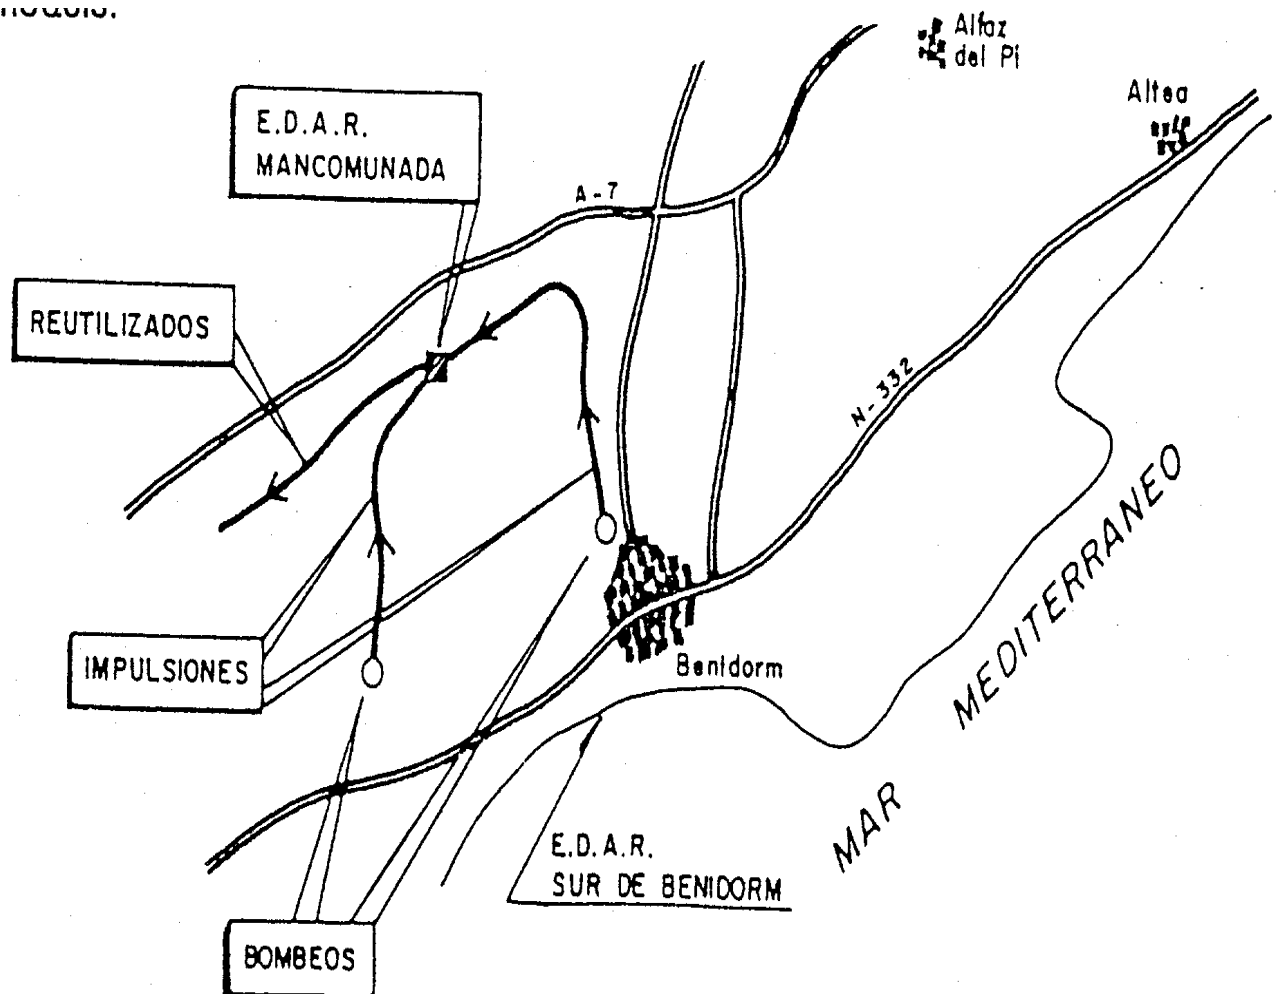 Alfaz
del Pi
Altea
E.D.A.R.
MANCOMUNADA
A-7
REUTILIZADOS
N-332
MAR MEDITERRANEO
IMPULSIONES
Benidorm
E.D.A.R.
SUR DE BENIDORM
BOMBEOS